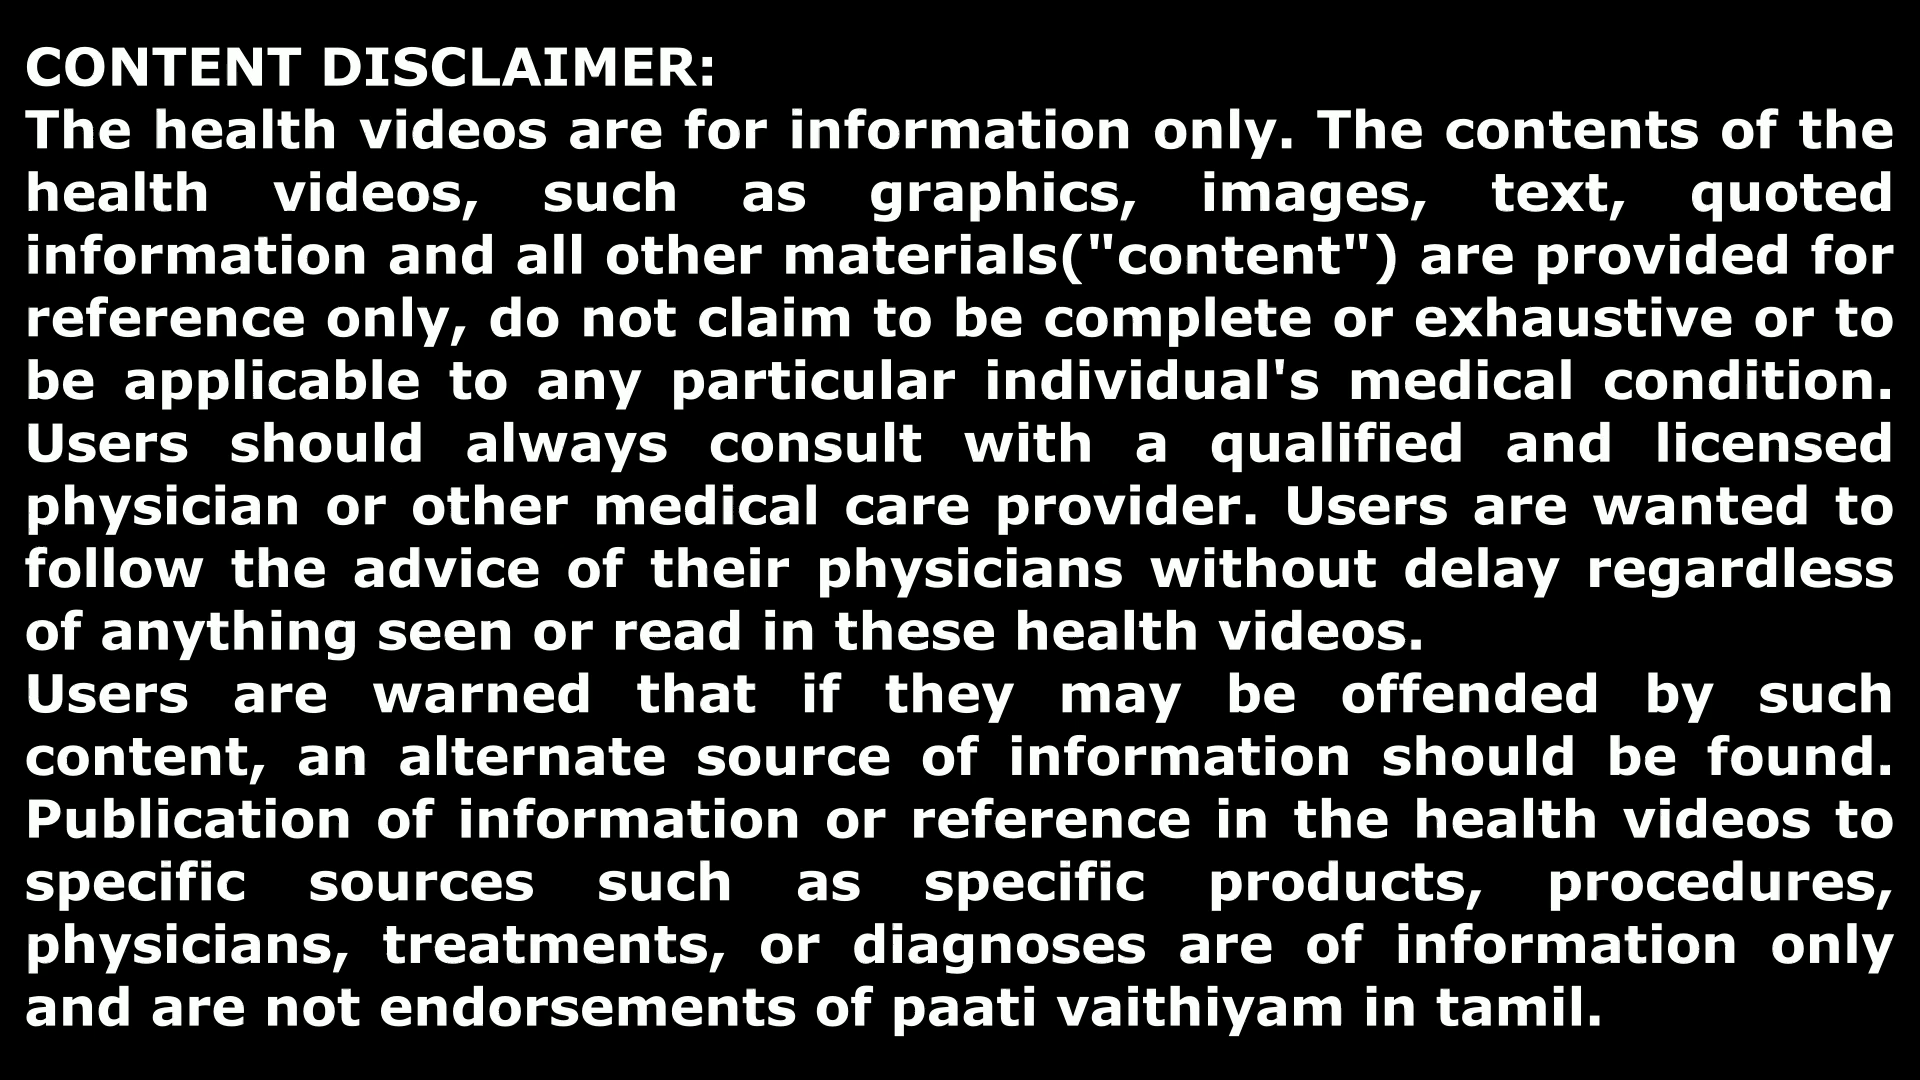 CONTENT DISCLAIMER:
The health videos are for information only. The contents of the
health videos, such as graphics, images, text, quoted
information and all other materials("content") are provided for
reference only, do not claim to be complete or exhaustive or to
be applicable to any particular individual's medical condition.
Users should always consult with a qualified and licensed
physician or other medical care provider. Users are wanted to
follow the advice of their physicians without delay regardless
of anything seen or read in these health videos.
Users are warned that if they may be offended by such
content, an alternate source of information should be found.
Publication of information or reference in the health videos to
specific sources such as specific products, procedures,
physicians, treatments, or diagnoses are of information only
and are not endorsements of paati vaithiyam in tamil.